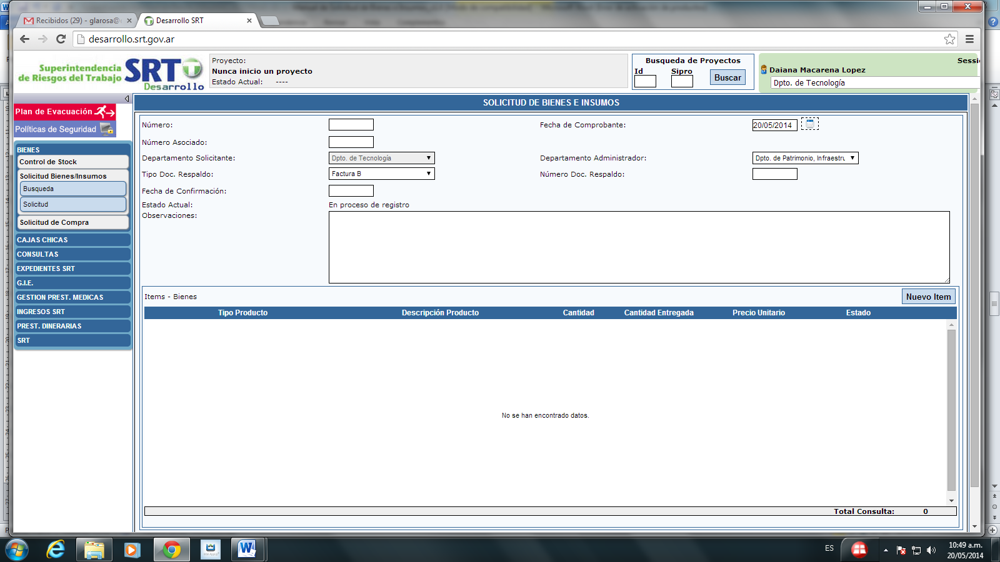 Recibidos (29) - glarosa@
Desarrollo SRT
desarrollo.srt.gov.ar
Superintendencia
de Riesgos del Trabajo
SRT
Desarrollo
Proyecto:
Nunca inicio un proyecto
Estado Actual: ----
Busqueda de Proyectos
Id Sipro
Buscar
Sessi
Daiana Macarena Lopez
Dpto. de Tecnología
Plan de Evacuación
Políticas de Seguridad
BIENES
Control de Stock
Solicitud Bienes/Insumos
Busqueda
Solicitud
Solicitud de Compra
CAJAS CHICAS
CONSULTAS
EXPEDIENTES SRT
G.I.E.
GESTION PREST. MEDICAS
INGRESOS SRT
PREST. DINERARIAS
SRT
SOLICITUD DE BIENES E INSUMOS
Número:
Fecha de Comprobante: 20/05/2014
Número Asociado:
Departamento Solicitante: Dpto. de Tecnología
Departamento Administrador: Dpto. de Patrimonio, Infraestru
Tipo Doc. Respaldo: Factura B
Número Doc. Respaldo:
Fecha de Confirmación:
Estado Actual: En proceso de registro
Observaciones:
Items - Bienes
Nuevo Item
Tipo Producto Descripción Producto Cantidad Cantidad Entregada Precio Unitario Estado
No se han encontrado datos.
Total Consulta: 0
ES
10:49 a.m.
20/05/2014